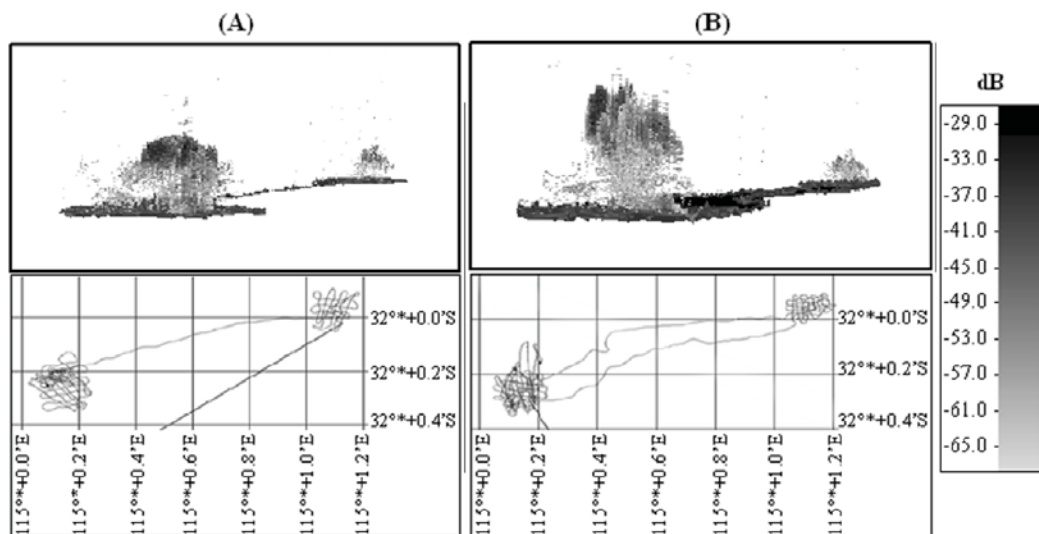 (A)
(B)
dB
-29.0
-33.0
-37.0
-41.0
-45.0
-49.0
-53.0
-57.0
-61.0
-65.0
32°*+0.0'S
32°*+0.2'S
32°*+0.4'S
115°*+0.0'E
115°*+0.2'E
115°*+0.4'E
115°*+0.6'E
115°*+0.8'E
115°*+1.0'E
115°*+1.2'E
32°*+0.0'S
32°*+0.2'S
32°*+0.4'S
115°*+0.0'E
115°*+0.2'E
115°*+0.4'E
115°*+0.6'E
115°*+0.8'E
115°*+1.0'E
115°*+1.2'E